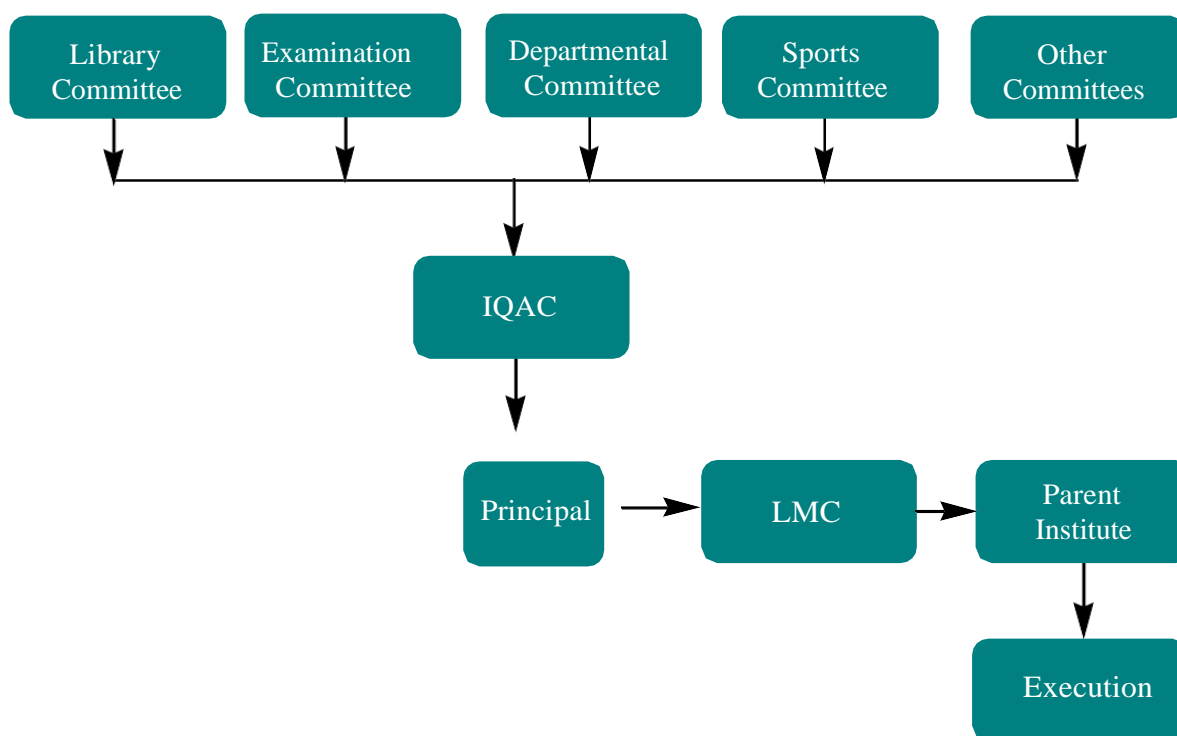 Library
Committee
Examination
Committee
Departmental
Committee
Sports
Committee
Other
Committees
IQAC
Principal
LMC
Parent
Institute
Execution